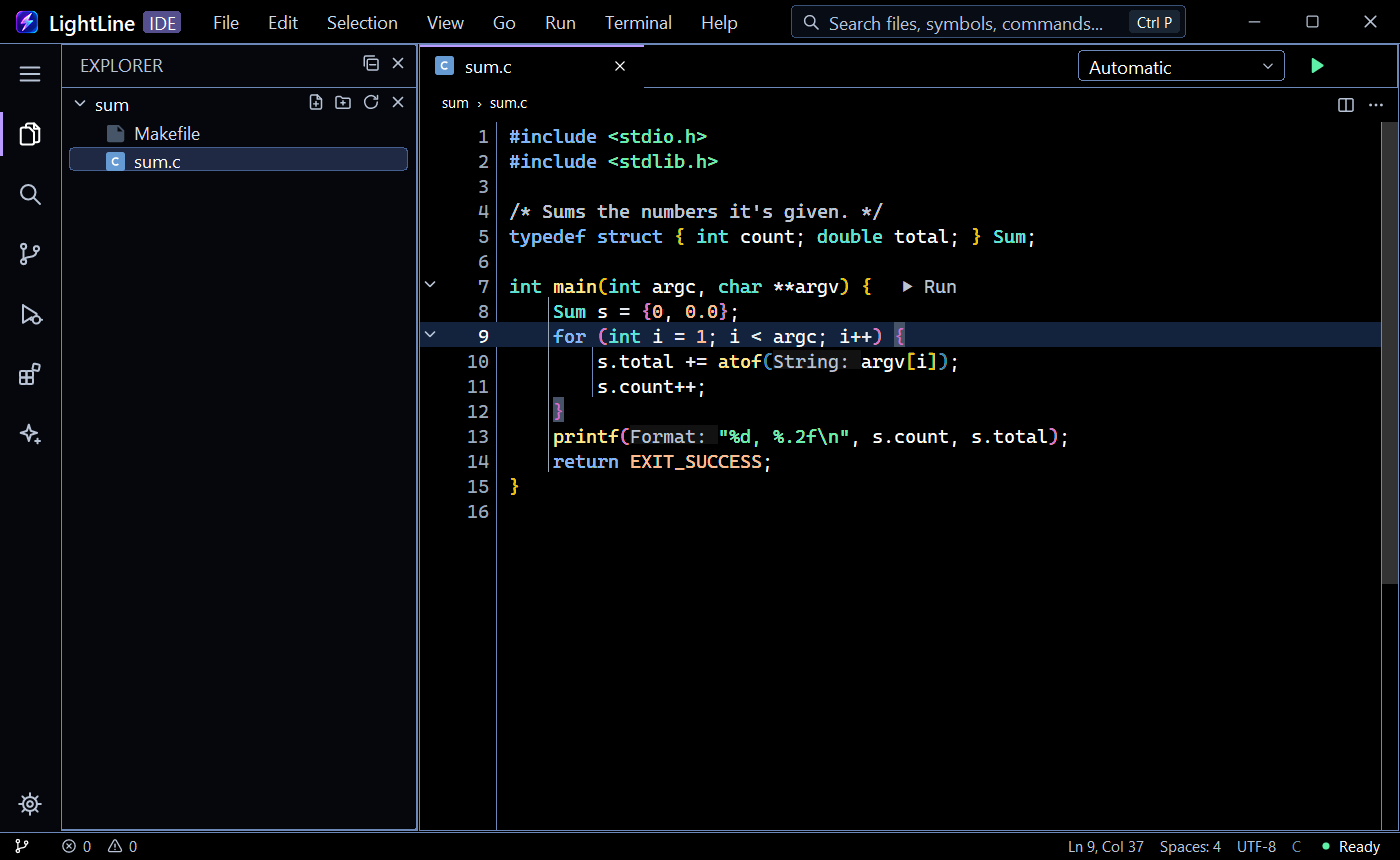 LightLine IDE File Edit Selection View Go Run Terminal Help Search files, symbols, commands... Ctrl P
EXPLORER
sum
Makefile
C sum.c
C sum.c
Automatic
sum › sum.c
1 #include <stdio.h>
2 #include <stdlib.h>
3
4 /* Sums the numbers it's given. */
5 typedef struct { int count; double total; } Sum;
6
7 int main(int argc, char **argv) { Run
8 Sum s = {0, 0.0};
9 for (int i = 1; i < argc; i++) {
10 s.total += atof(String: argv[i]);
11 s.count++;
12 }
13 printf(Format: "%d, %.2f\n", s.count, s.total);
14 return EXIT_SUCCESS;
15 }
16
0 0 Ln 9, Col 37 Spaces: 4 UTF-8 C Ready